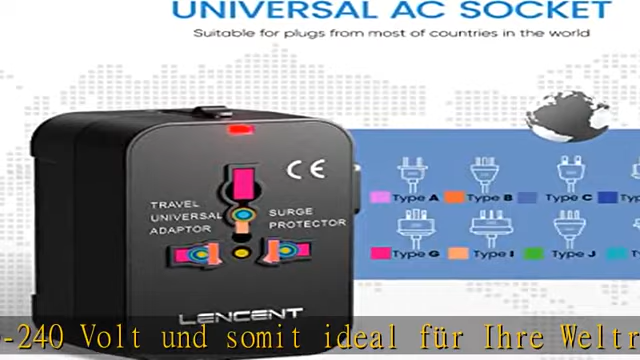 UNIVERSAL AC SOCKET
Suitable for plugs from most of countries in the world
CE
TRAVEL
UNIVERSAL
ADAPTOR
SURGE
PROTECTOR
Type A
Type B
Type C
Type G
Type I
Type J
LENCENT
-240 Volt und somit ideal für Ihre Weltr